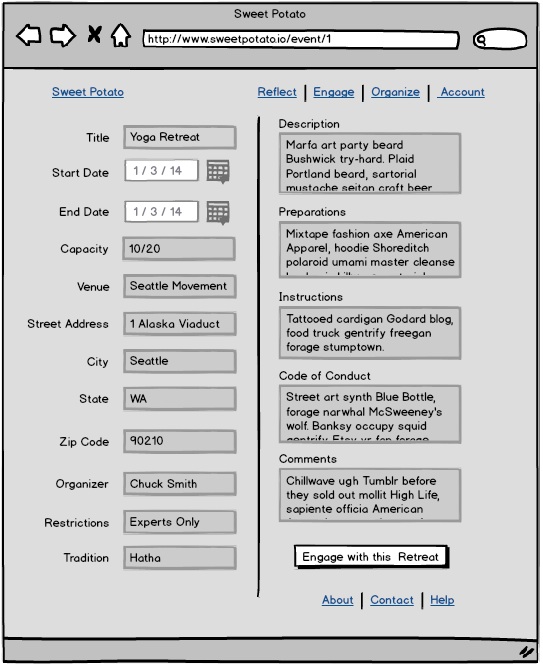 Sweet Potato
http://www.sweetpotato.io/event/1
Sweet Potato
Reflect | Engage | Organize | Account
Title Yoga Retreat
Start Date 1 / 3 / 14
End Date 1 / 3 / 14
Capacity 10/20
Venue Seattle Movement
Street Address 1 Alaska Viaduct
City Seattle
State WA
Zip Code 90210
Organizer Chuck Smith
Restrictions Experts Only
Tradition Hatha
Description
Marfa art party beard
Bushwick try-hard. Plaid
Portland beard, sartorial
mustache seitan craft beer
Preparations
Mixtape fashion axe American
Apparel, hoodie Shoreditch
polaroid umami master cleanse
Instructions
Tattooed cardigan Godard blog,
food truck gentrify freegan
forage stumptown.
Code of Conduct
Street art synth Blue Bottle,
forage narwhal McSweeney's
wolf. Banksy occupy squid
gentrify Etsy yr fap forage
Comments
Chillwave ugh Tumblr before
they sold out mollit High Life,
sapiente officia American
Engage with this Retreat
About | Contact | Help